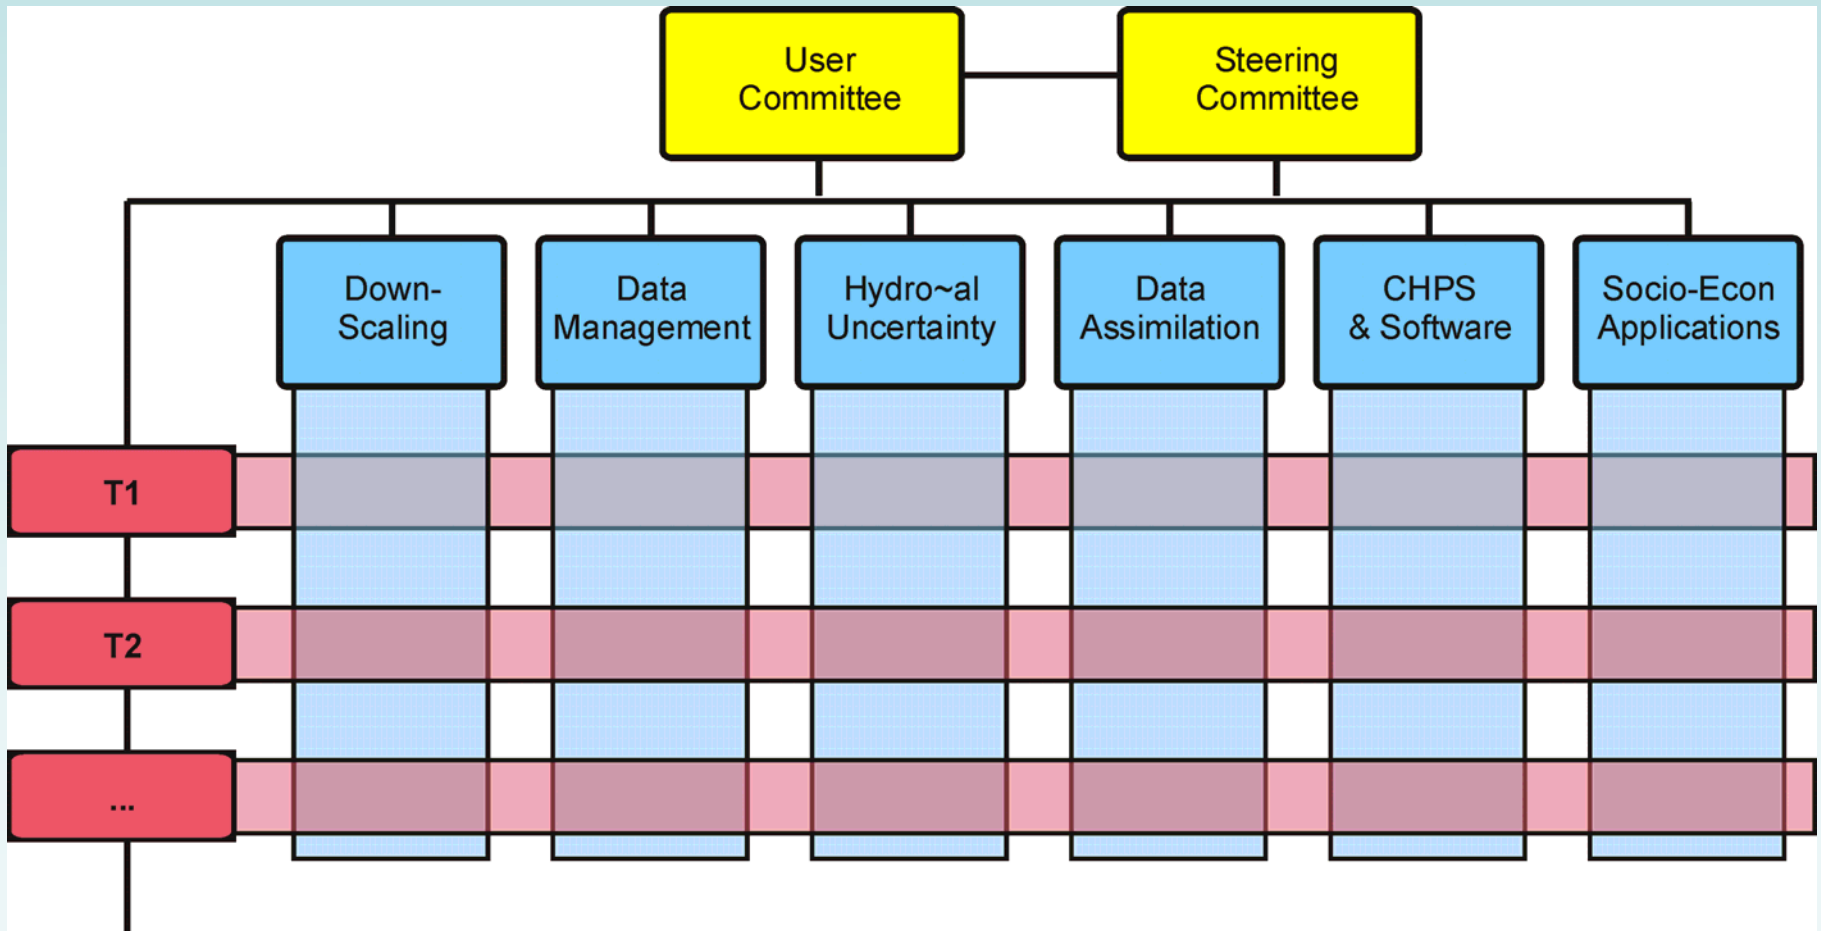 User
Committee
Steering
Committee
Down-
Scaling
Data
Management
Hydro~al
Uncertainty
Data
Assimilation
CHPS
& Software
Socio-Econ
Applications
T1
T2
...